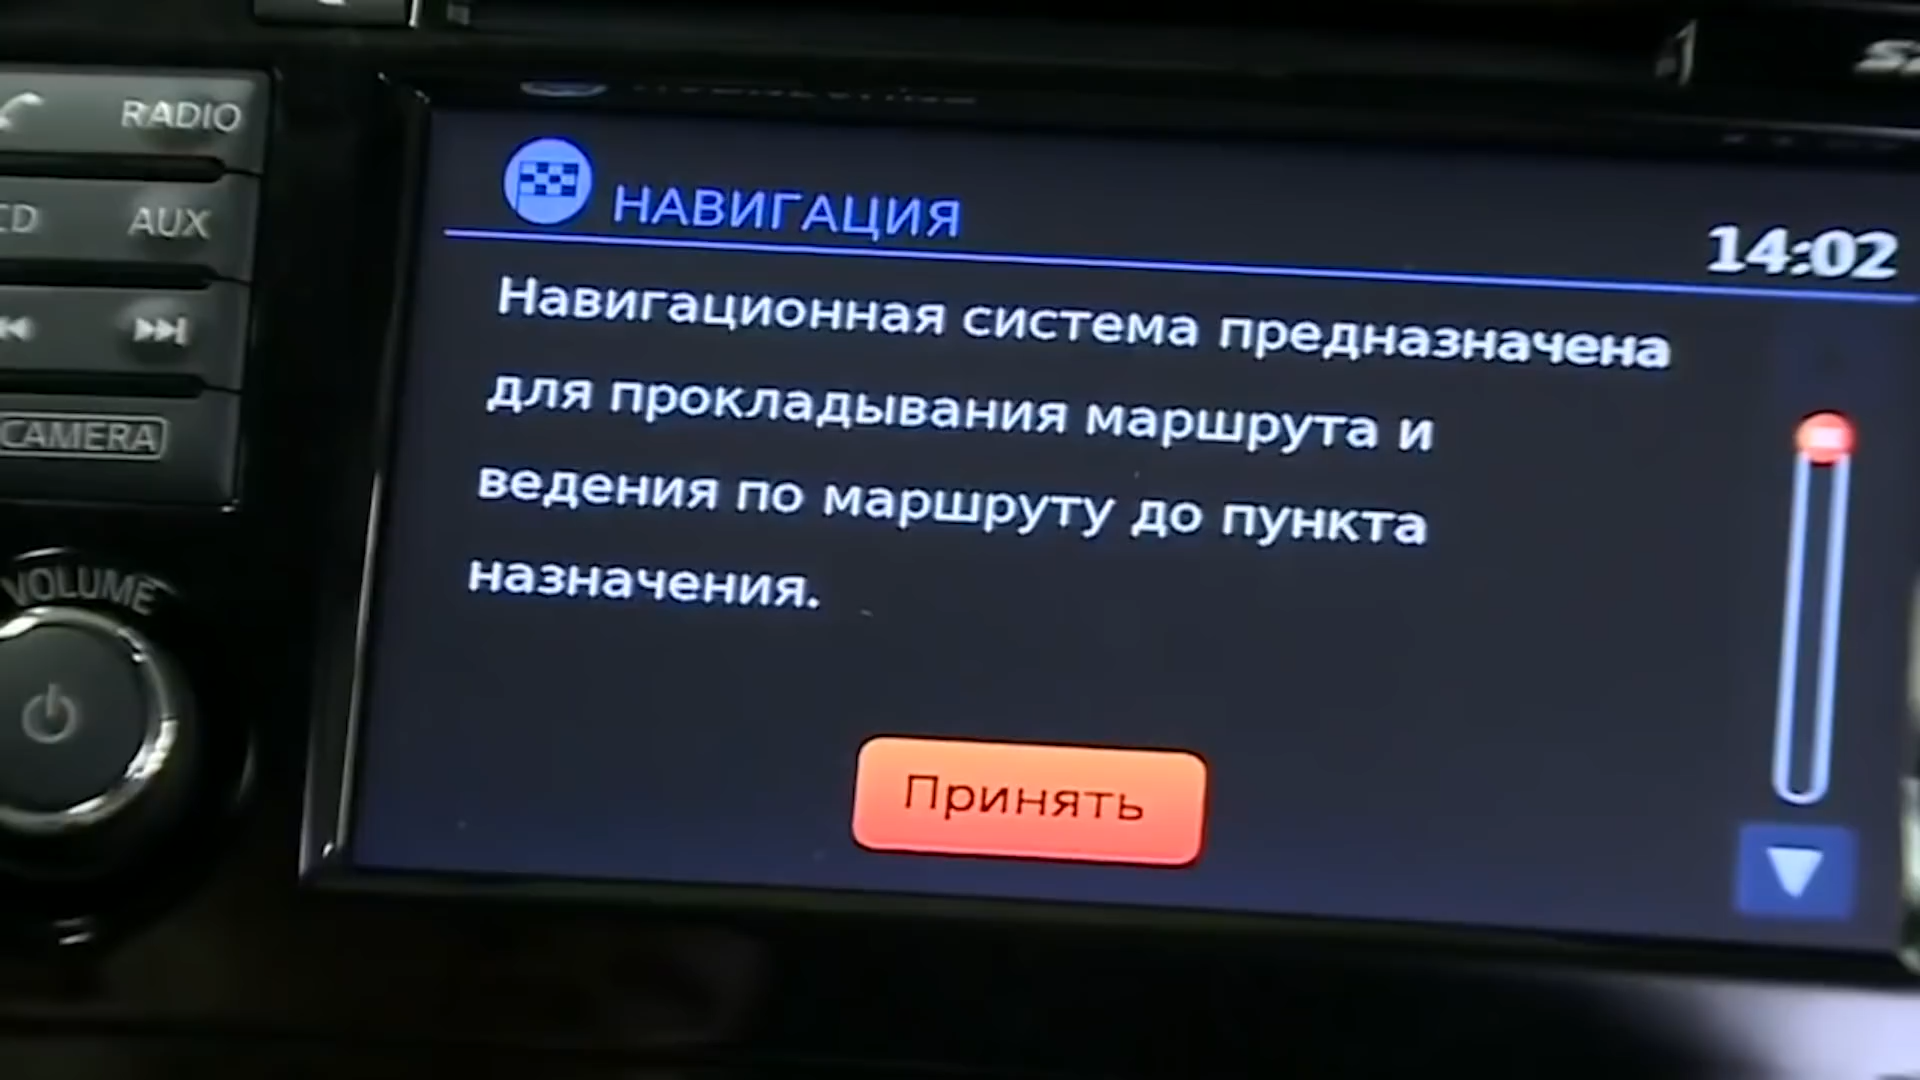 RADIO
CD AUX
CAMERA
VOLUME
НАВИГАЦИЯ
14:02
Навигационная система предназначена
для прокладывания маршрута и
ведения по маршруту до пункта
назначения.
Принять